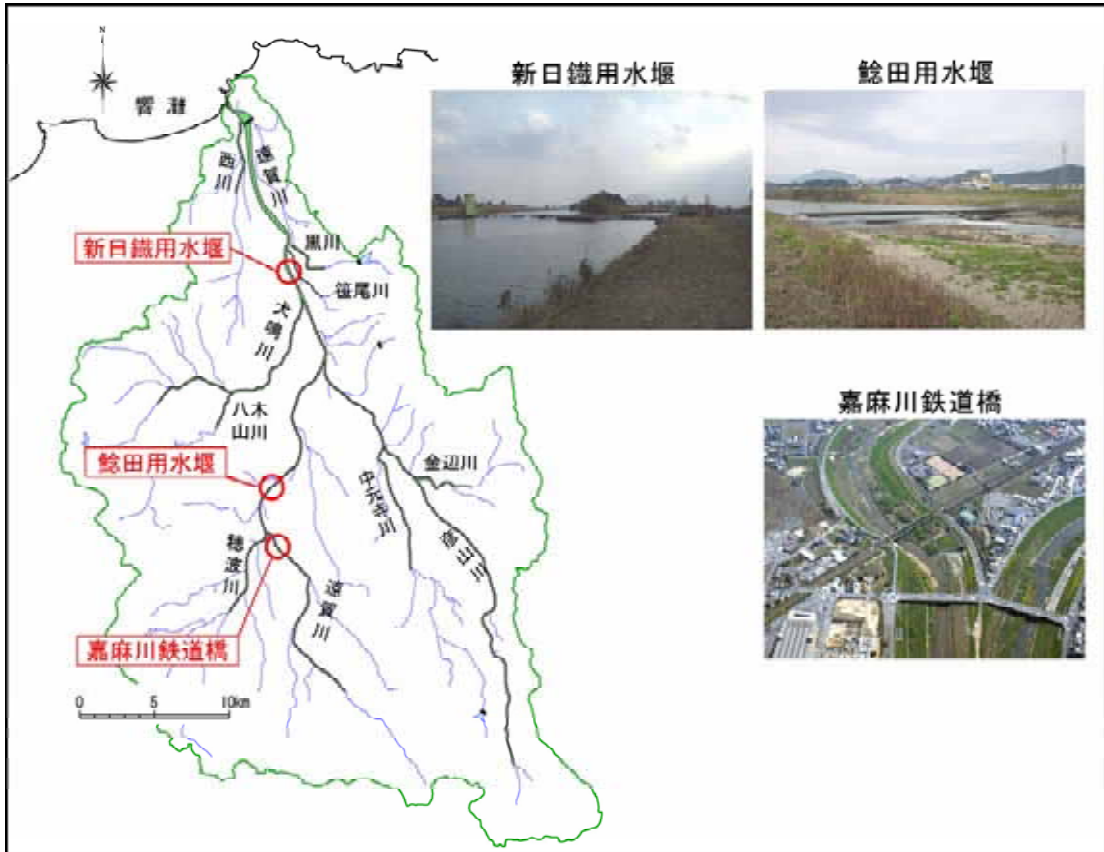 N
響灘
西川
遠賀川
新日鐵用水堰
黒川
笹尾川
犬鳴川
八木
山川
鯰田用水堰
金辺川
中元寺川
彦山川
穂波川
遠賀川
嘉麻川鉄道橋
0 5 10km
新日鐵用水堰
鯰田用水堰
嘉麻川鉄道橋